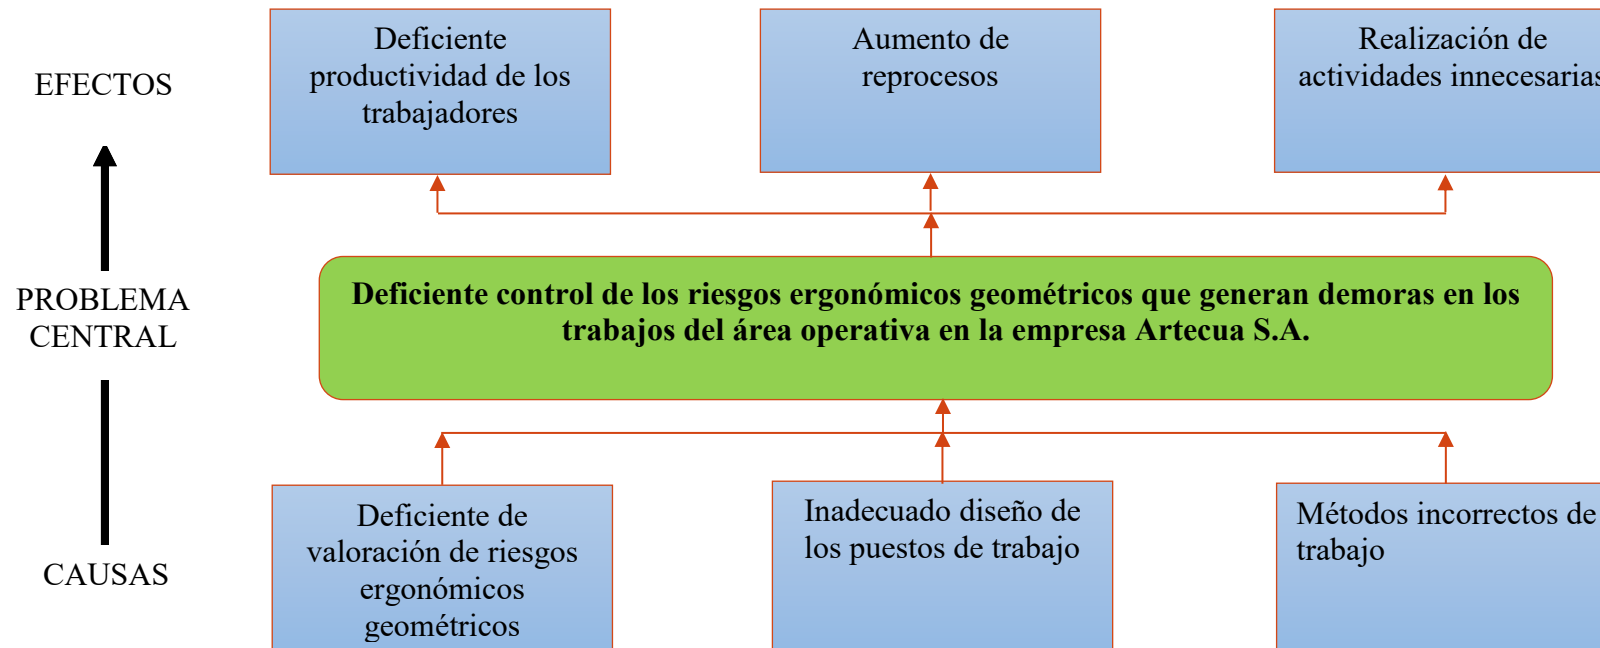 EFECTOS
Deficiente
productividad de los
trabajadores
Aumento de
reprocesos
Realización de
actividades innecesarias
PROBLEMA
CENTRAL
Deficiente control de los riesgos ergonómicos geométricos que generan demoras en los
trabajos del área operativa en la empresa Artecua S.A.
CAUSAS
Deficiente de
valoración de riesgos
ergonómicos
geométricos
Inadecuado diseño de
los puestos de trabajo
Métodos incorrectos de
trabajo